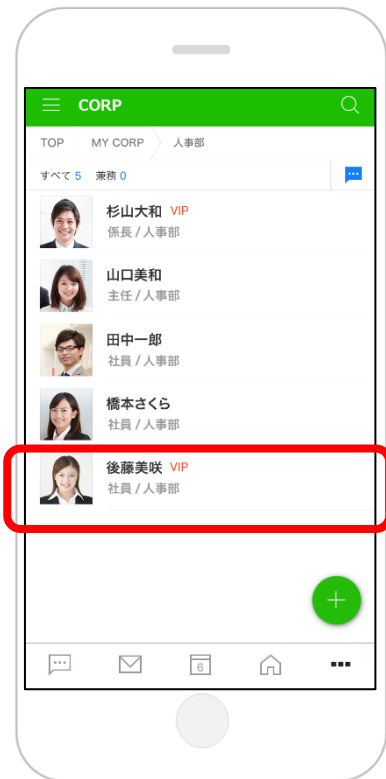 CORP
TOP MY CORP 人事部
すべて 5 兼務 0
杉山大和 VIP
係長 / 人事部
山口美和
主任 / 人事部
田中一郎
社員 / 人事部
橋本さくら
社員 / 人事部
後藤美咲 VIP
社員 / 人事部
6